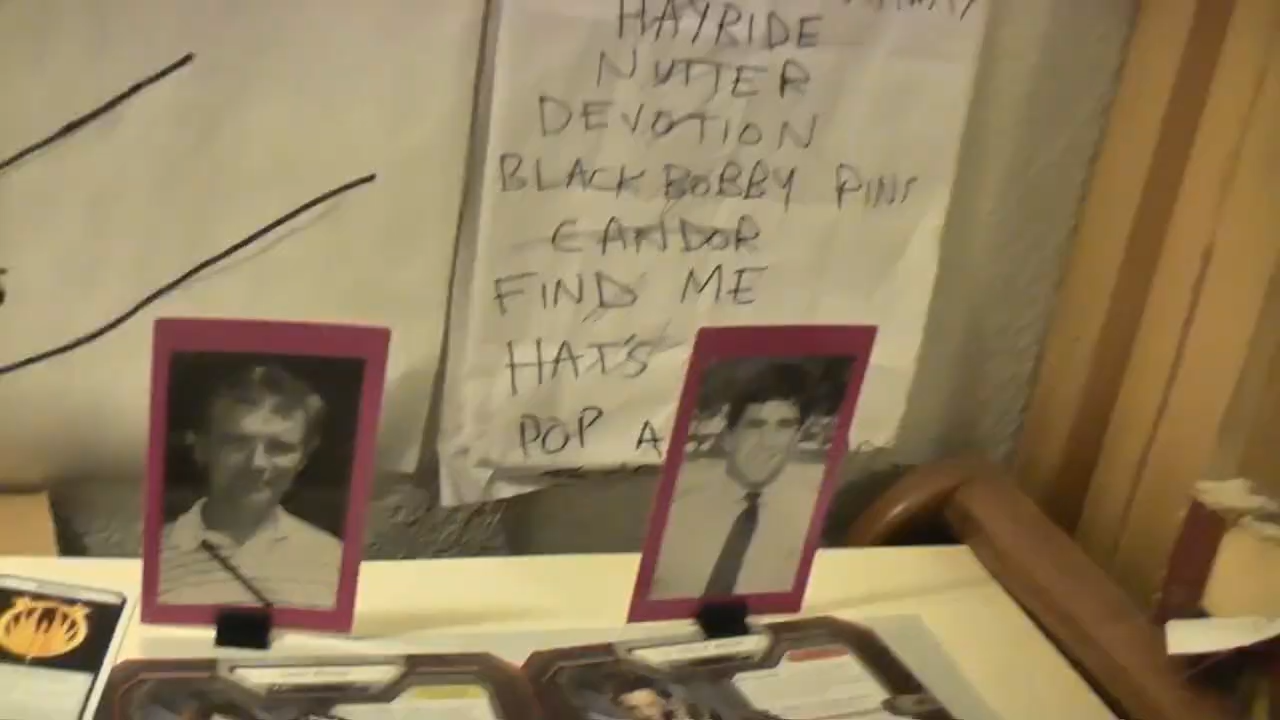 HAYRIDE
NUTTER
DEVOTION
BLACK BOBBY PINS
CANDOR
FIND ME
HAT'S
POP A